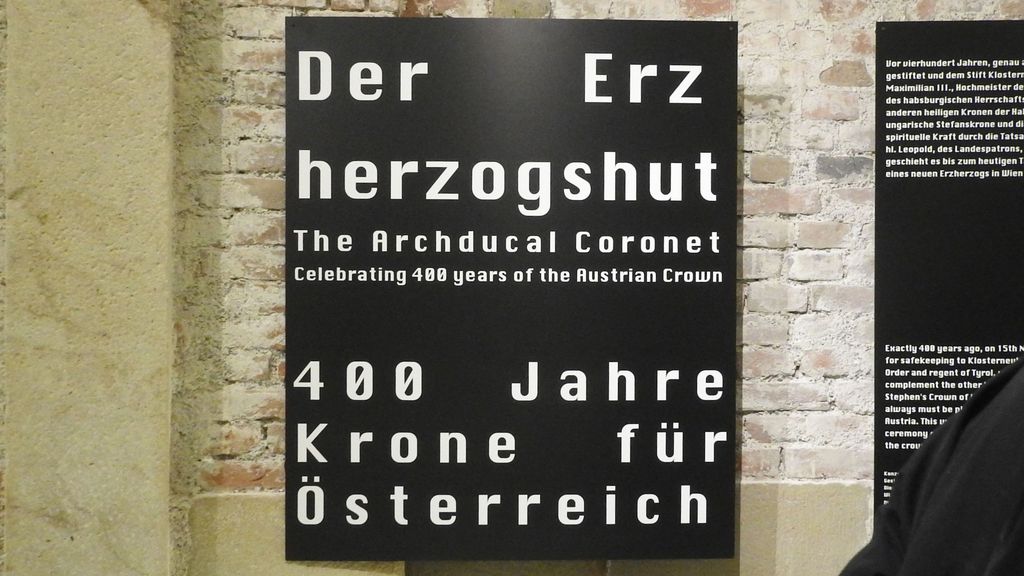 Der Erz
herzogshut
The Archducal Coronet
Celebrating 400 years of the Austrian Crown
400 Jahre
Krone für
Österreich
Vor vierhundert Jahren, genau
gestiftet und dem Stift
Maximilian III., Hochmeister
des habsburgischen
anderen heiligen Kronen der
ungarische Stefanskrone und
spirituelle Kraft durch die
hl. Leopold, des Landespatrons,
geschieht es bis zum heutigen
eines neuen Erzherzogs in Wien
Exactly 400 years ago, on 15th
for safekeeping to
Order and regent of Tyrol,
complement the other
Stephen's Crown of
always must be
Austria. This
ceremony
the